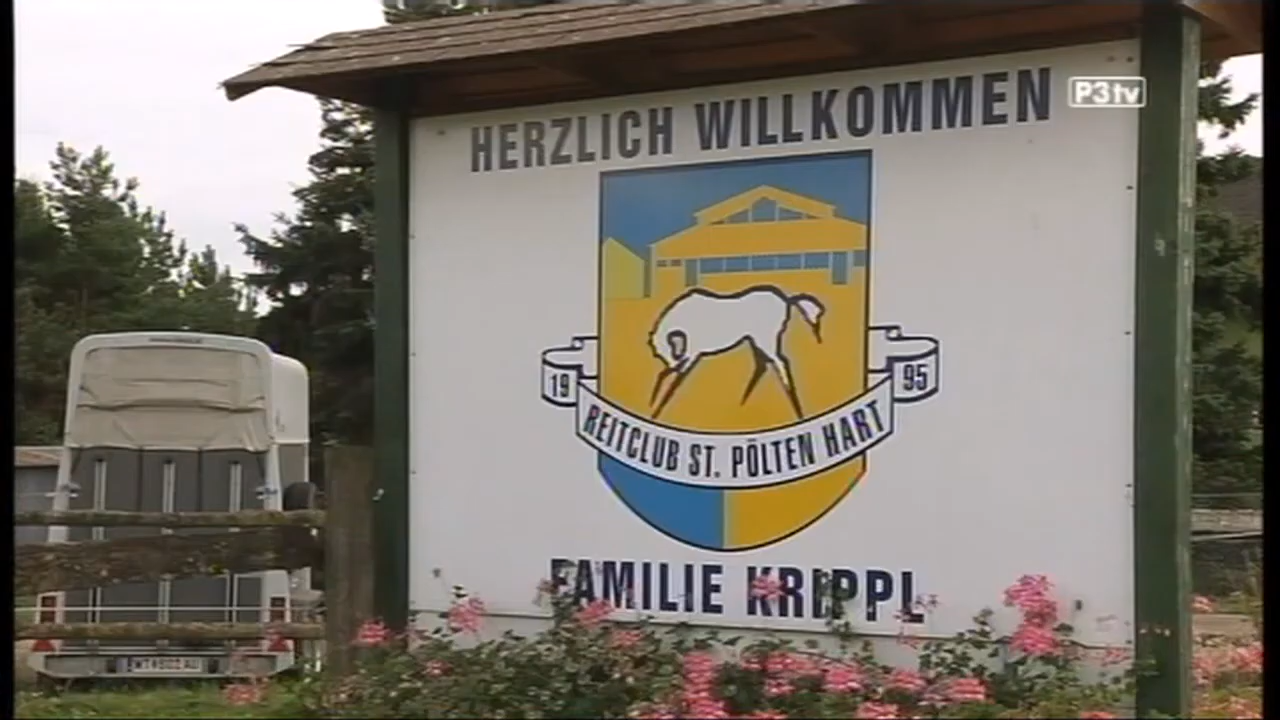 HERZLICH WILLKOMMEN
P3tv
19
95
REITCLUB ST. PÖLTEN HART
FAMILIE KRIPPL